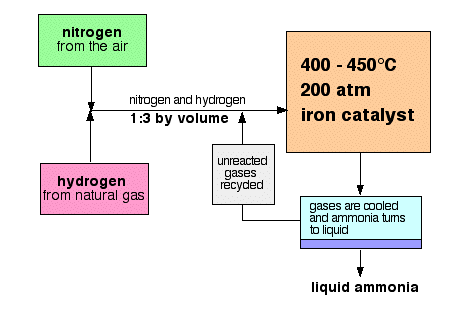 nitrogen
from the air
nitrogen and hydrogen
1:3 by volume
hydrogen
from natural gas
400 - 450°C
200 atm
iron catalyst
unreacted
gases
recycled
gases are cooled
and ammonia turns
to liquid
liquid ammonia